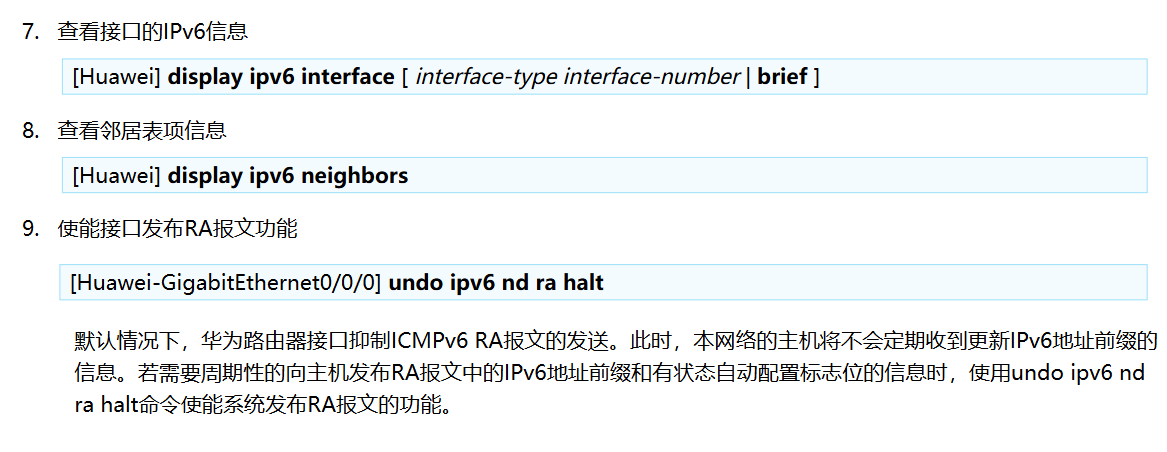 7. 查看接口的IPv6信息
[Huawei] display ipv6 interface [ interface-type interface-number | brief ]
8. 查看邻居表项信息
[Huawei] display ipv6 neighbors
9. 使能接口发布RA报文功能
[Huawei-GigabitEthernet0/0/0] undo ipv6 nd ra halt
默认情况下，华为路由器接口抑制ICMPv6 RA报文的发送。此时，本网络的主机将不会定期收到更新IPv6地址前缀的
信息。若需要周期性的向主机发布RA报文中的IPv6地址前缀和有状态自动配置标志位的信息时，使用undo ipv6 nd
ra halt命令使能系统发布RA报文的功能。